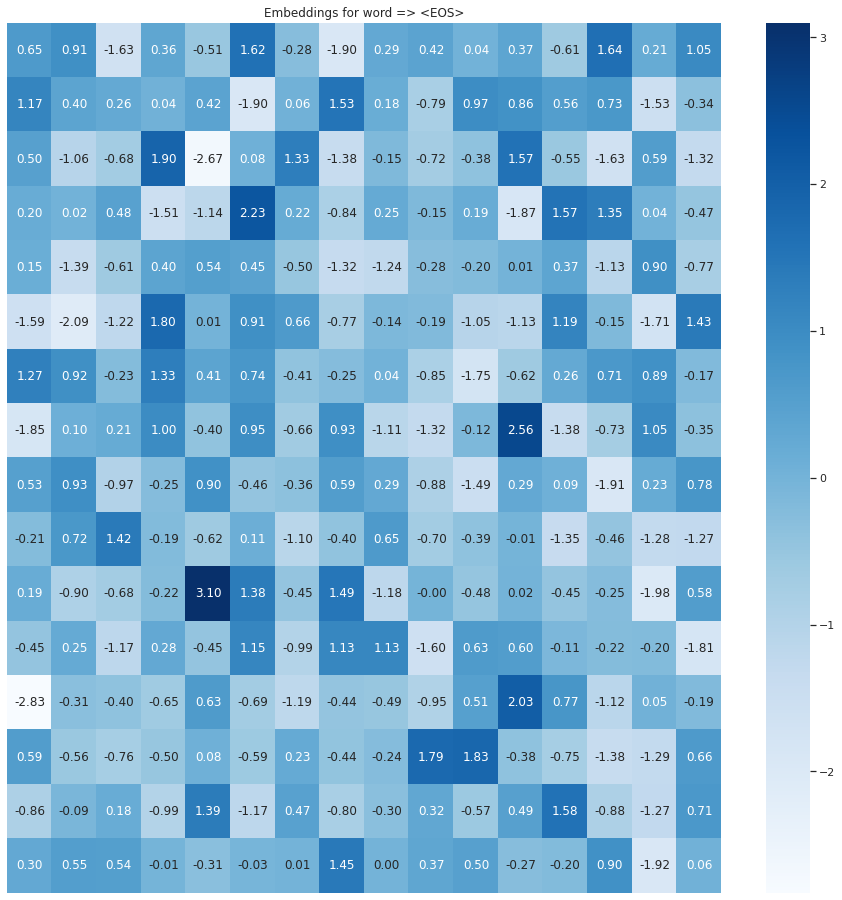 Embeddings for word => <EOS>
0.65 0.91 -1.63 0.36 -0.51 1.62 -0.28 -1.90 0.29 0.42 0.04 0.37 -0.61 1.64 0.21 1.05
1.17 0.40 0.26 0.04 0.42 -1.90 0.06 1.53 0.18 -0.79 0.97 0.86 0.56 0.73 -1.53 -0.34
0.50 -1.06 -0.68 1.90 -2.67 0.08 1.33 -1.38 -0.15 -0.72 -0.38 1.57 -0.55 -1.63 0.59 -1.32
0.20 0.02 0.48 -1.51 -1.14 2.23 0.22 -0.84 0.25 -0.15 0.19 -1.87 1.57 1.35 0.04 -0.47
0.15 -1.39 -0.61 0.40 0.54 0.45 -0.50 -1.32 -1.24 -0.28 -0.20 0.01 0.37 -1.13 0.90 -0.77
-1.59 -2.09 -1.22 1.80 0.01 0.91 0.66 -0.77 -0.14 -0.19 -1.05 -1.13 1.19 -0.15 -1.71 1.43
1.27 0.92 -0.23 1.33 0.41 0.74 -0.41 -0.25 0.04 -0.85 -1.75 -0.62 0.26 0.71 0.89 -0.17
-1.85 0.10 0.21 1.00 -0.40 0.95 -0.66 0.93 -1.11 -1.32 -0.12 2.56 -1.38 -0.73 1.05 -0.35
0.53 0.93 -0.97 -0.25 0.90 -0.46 -0.36 0.59 0.29 -0.88 -1.49 0.29 0.09 -1.91 0.23 0.78
-0.21 0.72 1.42 -0.19 -0.62 0.11 -1.10 -0.40 0.65 -0.70 -0.39 -0.01 -1.35 -0.46 -1.28 -1.27
0.19 -0.90 -0.68 -0.22 3.10 1.38 -0.45 1.49 -1.18 -0.00 -0.48 0.02 -0.45 -0.25 -1.98 0.58
-0.45 0.25 -1.17 0.28 -0.45 1.15 -0.99 1.13 1.13 -1.60 0.63 0.60 -0.11 -0.22 -0.20 -1.81
-2.83 -0.31 -0.40 -0.65 0.63 -0.69 -1.19 -0.44 -0.49 -0.95 0.51 2.03 0.77 -1.12 0.05 -0.19
0.59 -0.56 -0.76 -0.50 0.08 -0.59 0.23 -0.44 -0.24 1.79 1.83 -0.38 -0.75 -1.38 -1.29 0.66
-0.86 -0.09 0.18 -0.99 1.39 -1.17 0.47 -0.80 -0.30 0.32 -0.57 0.49 1.58 -0.88 -1.27 0.71
0.30 0.55 0.54 -0.01 -0.31 -0.03 0.01 1.45 0.00 0.37 0.50 -0.27 -0.20 0.90 -1.92 0.06
3
2
1
0
−1
−2